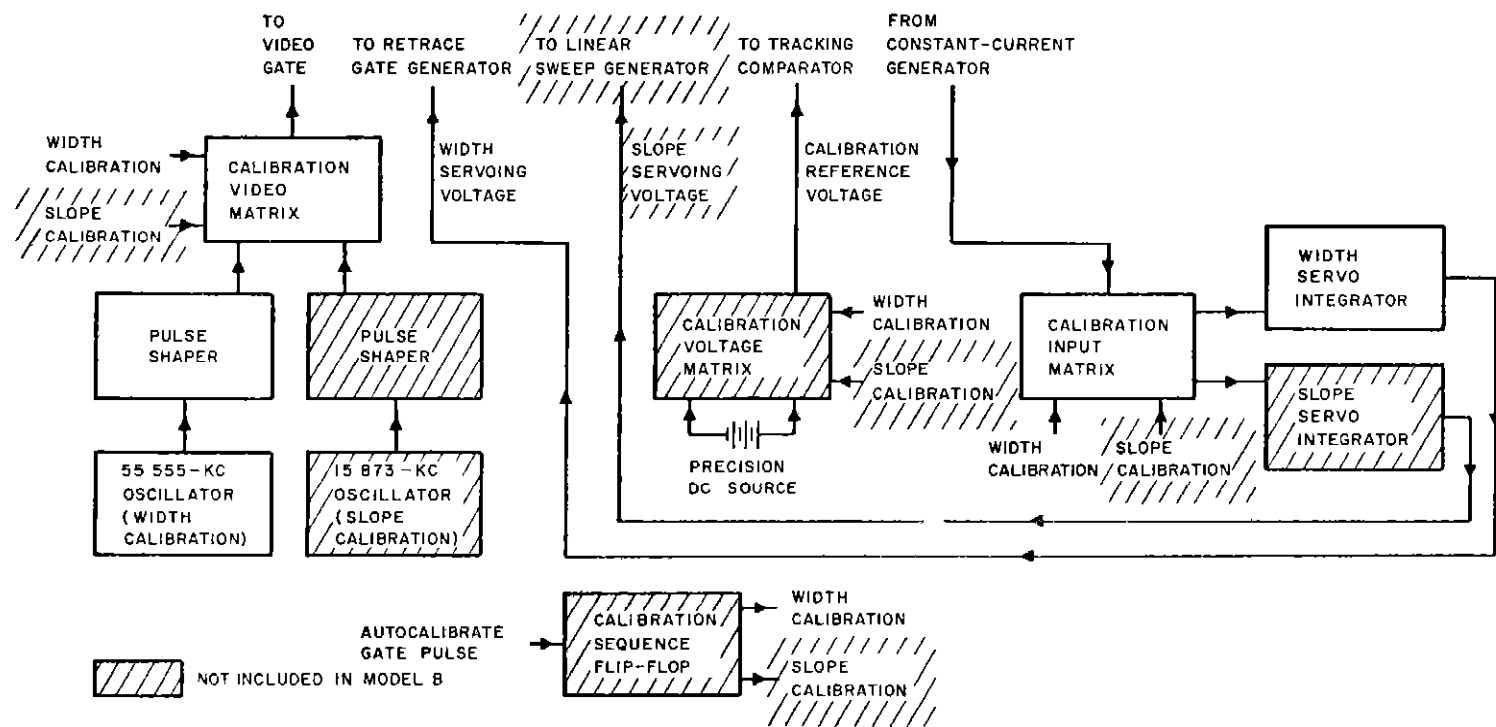 TO
VIDEO
GATE
TO RETRACE
GATE GENERATOR
TO LINEAR
SWEEP GENERATOR
TO TRACKING
COMPARATOR
FROM
CONSTANT-CURRENT
GENERATOR
WIDTH
CALIBRATION
SLOPE
CALIBRATION
CALIBRATION
VIDEO
MATRIX
WIDTH
SERVOING
VOLTAGE
SLOPE
SERVOING
VOLTAGE
CALIBRATION
REFERENCE
VOLTAGE
PULSE
SHAPER
PULSE
SHAPER
CALIBRATION
VOLTAGE
MATRIX
WIDTH
CALIBRATION
SLOPE
CALIBRATION
CALIBRATION
INPUT
MATRIX
WIDTH
SERVO
INTEGRATOR
SLOPE
SERVO
INTEGRATOR
55 555-KC
OSCILLATOR
(WIDTH
CALIBRATION)
15 873-KC
OSCILLATOR
(SLOPE
CALIBRATION)
PRECISION
DC SOURCE
WIDTH
CALIBRATION
SLOPE
CALIBRATION
AUTOCALIBRATE
GATE PULSE
CALIBRATION
SEQUENCE
FLIP-FLOP
WIDTH
CALIBRATION
SLOPE
CALIBRATION
NOT INCLUDED IN MODEL B